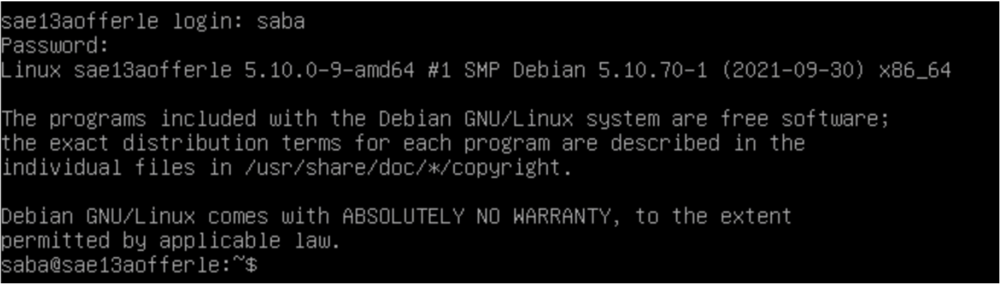 sae13aofferle login: saba
Password:
Linux sae13aofferle 5.10.0-9-amd64 #1 SMP Debian 5.10.70-1 (2021-09-30) x86_64
The programs included with the Debian GNU/Linux system are free software;
the exact distribution terms for each program are described in the
individual files in /usr/share/doc/*/copyright.
Debian GNU/Linux comes with ABSOLUTELY NO WARRANTY, to the extent
permitted by applicable law.
saba@sae13aofferle:~$